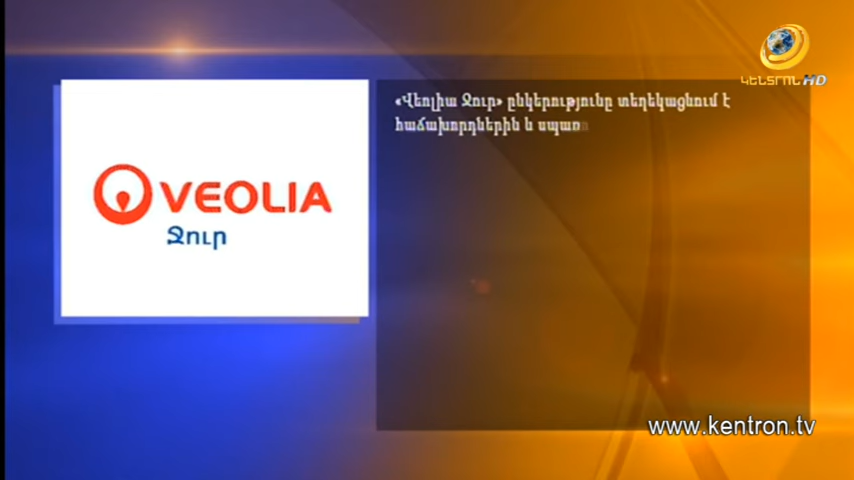 ԿԵՆՏՐՈՆ HD
«Վեոլիա Ջուր» ընկերությունը տեղեկացնում է
հաճախորդներին և սպառ
VEOLIA
Ջուր
www.kentron.tv